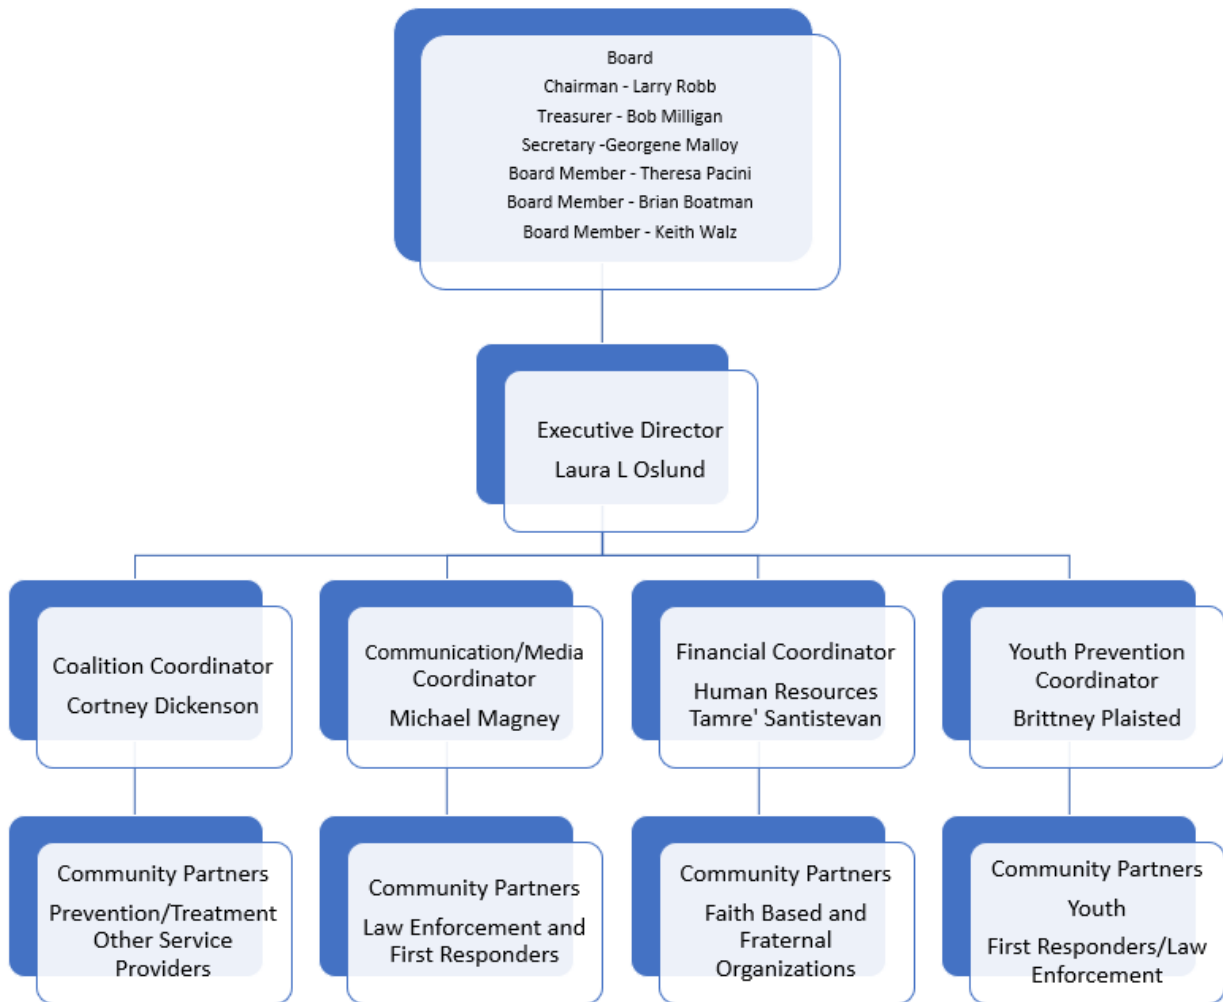 Board
Chairman - Larry Robb
Treasurer - Bob Milligan
Secretary -Georgene Malloy
Board Member - Theresa Pacini
Board Member - Brian Boatman
Board Member - Keith Walz
Executive Director
Laura L Oslund
Coalition Coordinator
Cortney Dickenson
Communication/Media
Coordinator
Michael Magney
Financial Coordinator
Human Resources
Tamre' Santistevan
Youth Prevention
Coordinator
Brittney Plaisted
Community Partners
Prevention/Treatment
Other Service
Providers
Community Partners
Law Enforcement and
First Responders
Community Partners
Faith Based and
Fraternal
Organizations
Community Partners
Youth
First Responders/Law
Enforcement